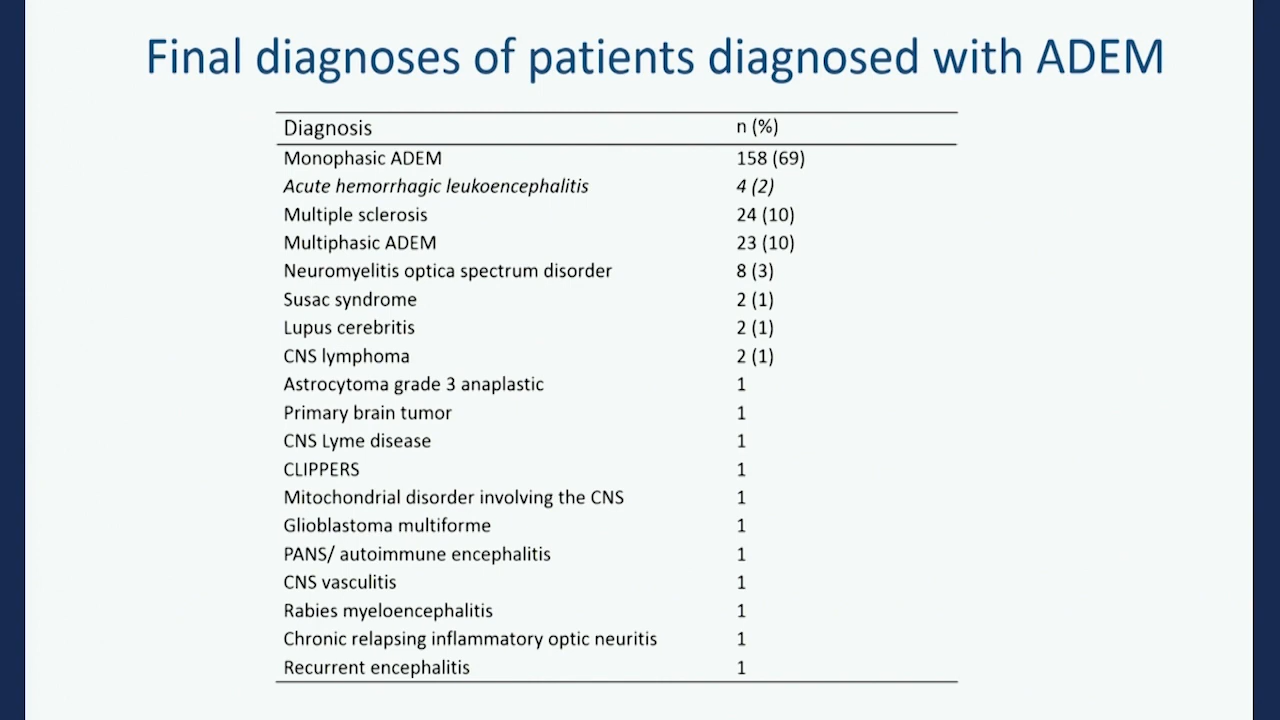 Final diagnoses of patients diagnosed with ADEM
Diagnosis n (%)
Monophasic ADEM 158 (69)
Acute hemorrhagic leukoencephalitis 4 (2)
Multiple sclerosis 24 (10)
Multiphasic ADEM 23 (10)
Neuromyelitis optica spectrum disorder 8 (3)
Susac syndrome 2 (1)
Lupus cerebritis 2 (1)
CNS lymphoma 2 (1)
Astrocytoma grade 3 anaplastic 1
Primary brain tumor 1
CNS Lyme disease 1
CLIPPERS 1
Mitochondrial disorder involving the CNS 1
Glioblastoma multiforme 1
PANS/ autoimmune encephalitis 1
CNS vasculitis 1
Rabies myeloencephalitis 1
Chronic relapsing inflammatory optic neuritis 1
Recurrent encephalitis 1